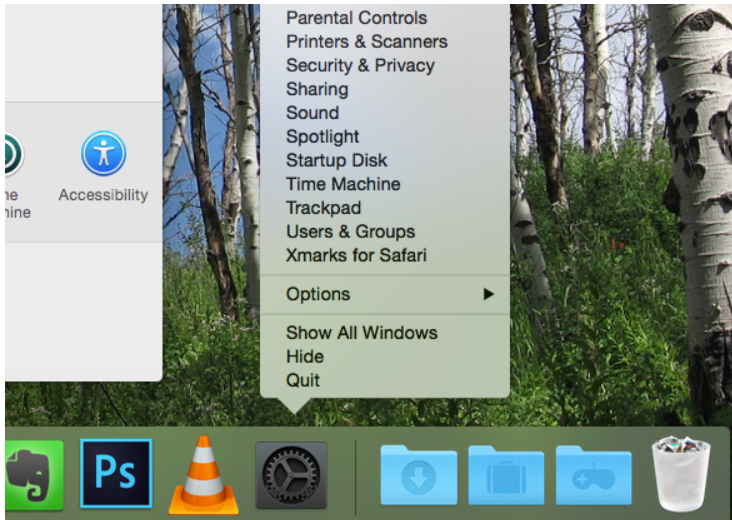 Parental Controls
Printers & Scanners
Security & Privacy
Sharing
Sound
Spotlight
Startup Disk
Time Machine
Trackpad
Users & Groups
Xmarks for Safari
Options
Show All Windows
Hide
Quit
ne
hine
Accessibility
Ps